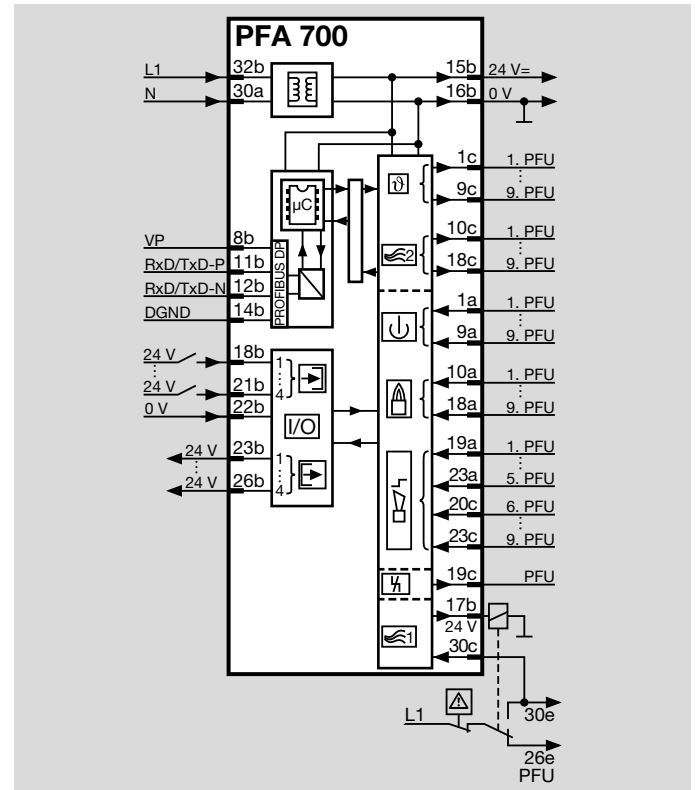 PFA 700
L1
32b
15b
24 V=
N
30a
16b
0 V
1c
1. PFU
ϑ
9c
9. PFU
µC
10c
1. PFU
2
18c
9. PFU
VP
8b
RxD/TxD-P
11b
RxD/TxD-N
12b
DGND
14b
PROFIBUS DP
1a
1. PFU
9a
9. PFU
24 V
18b
1
24 V
21b
4
0 V
22b
I/O
10a
1. PFU
18a
9. PFU
24 V
23b
1
24 V
26b
4
19a
1. PFU
23a
5. PFU
20c
6. PFU
23c
9. PFU
19c
PFU
17b
24 V
1
30c
L1
30e
26e
PFU